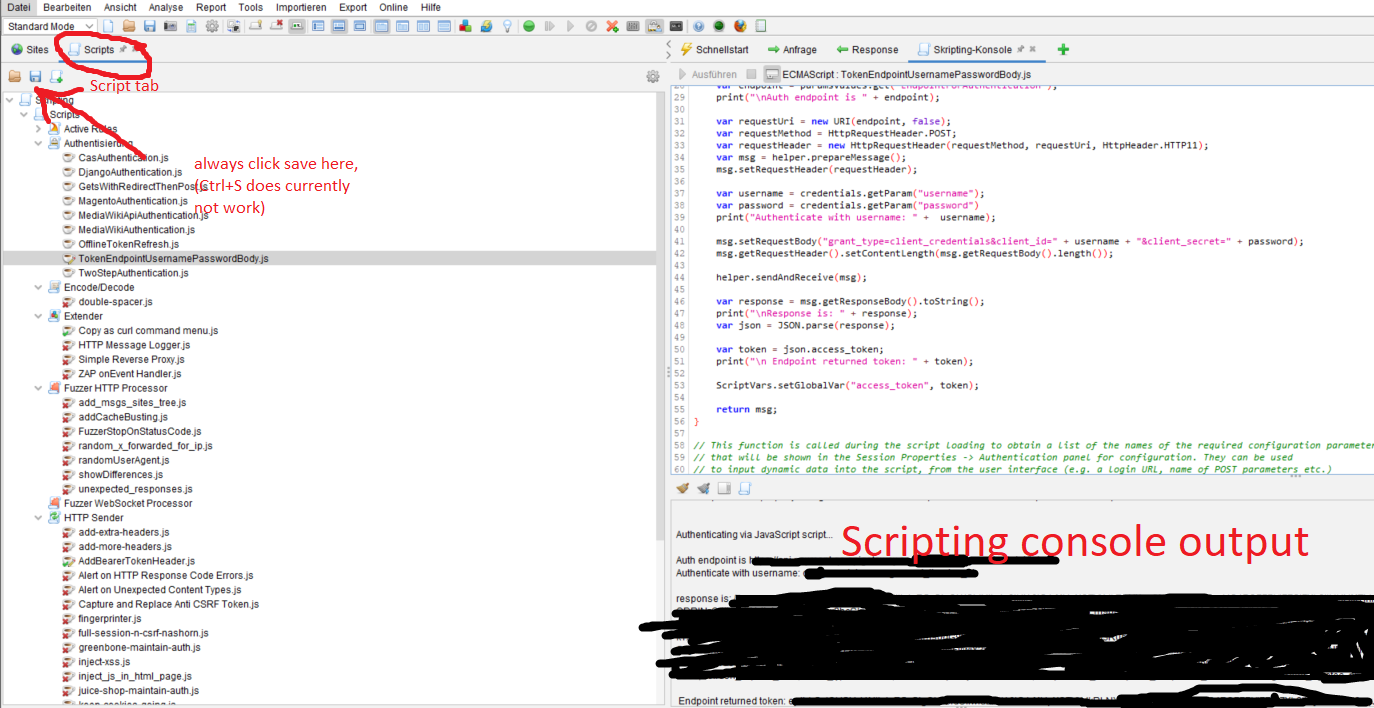 Datei Bearbeiten Ansicht Analyse Report Tools Importieren Export Online Hilfe
Standard Mode
Sites Scripts
Script tab
Scripts
Active Rules
Authentisierung
CasAuthentication.js
DjangoAuthentication.js
GetsWithRedirectThenPost.js
MagentoAuthentication.js
MediaWikiApiAuthentication.js
MediaWikiAuthentication.js
OfflineTokenRefresh.js
TokenEndpointUsernamePasswordBody.js
TwoStepAuthentication.js
Encode/Decode
double-spacer.js
Extender
Copy as curl command menu.js
HTTP Message Logger.js
Simple Reverse Proxy.js
ZAP onEvent Handler.js
Fuzzer HTTP Processor
add_msgs_sites_tree.js
addCacheBusting.js
FuzzerStopOnStatusCode.js
random_x_forwarded_for_ip.js
randomUserAgent.js
showDifferences.js
unexpected_responses.js
Fuzzer WebSocket Processor
HTTP Sender
add-extra-headers.js
add-more-headers.js
AddBearerTokenHeader.js
Alert on HTTP Response Code Errors.js
Alert on Unexpected Content Types.js
Capture and Replace Anti CSRF Token.js
fingerprinter.js
full-session-n-csrf-nashorn.js
greenbone-maintain-auth.js
inject-xss.js
inject_js_in_html_page.js
juice-shop-maintain-auth.js
keep-cookies-going.js
always click save here,
(Ctrl+S does currently
not work)
Schnellstart Anfrage Response Skripting-Konsole
Ausführen ECMAScript : TokenEndpointUsernamePasswordBody.js
28 var endpoint = paramsValues.get("EndpointForAuthentication");
29 print("\nAuth endpoint is " + endpoint);
30
31 var requestUri = new URI(endpoint, false);
32 var requestMethod = HttpRequestHeader.POST;
33 var requestHeader = new HttpRequestHeader(requestMethod, requestUri, HttpHeader.HTTP11);
34 var msg = helper.prepareMessage();
35 msg.setRequestHeader(requestHeader);
36
37 var username = credentials.getParam("username");
38 var password = credentials.getParam("password")
39 print("Authenticate with username: " + username);
40
41 msg.setRequestBody("grant_type=client_credentials&client_id=" + username + "&client_secret=" + password);
42 msg.getRequestHeader().setContentLength(msg.getRequestBody().length());
43
44 helper.sendAndReceive(msg);
45
46 var response = msg.getResponseBody().toString();
47 print("\nResponse is: " + response);
48 var json = JSON.parse(response);
49
50 var token = json.access_token;
51 print("\n Endpoint returned token: " + token);
52
53 ScriptVars.setGlobalVar("access_token", token);
54
55 return msg;
56 }
57
58 // This function is called during the script loading to obtain a list of the names of the required configuration parameter
59 // that will be shown in the Session Properties -> Authentication panel for configuration. They can be used
60 // to input dynamic data into the script, from the user interface (e.g. a login URL, name of POST parameters etc.)
Authenticating via JavaScript script...
Scripting console output
Auth endpoint is
Authenticate with username:
response is:
Endpoint returned token: